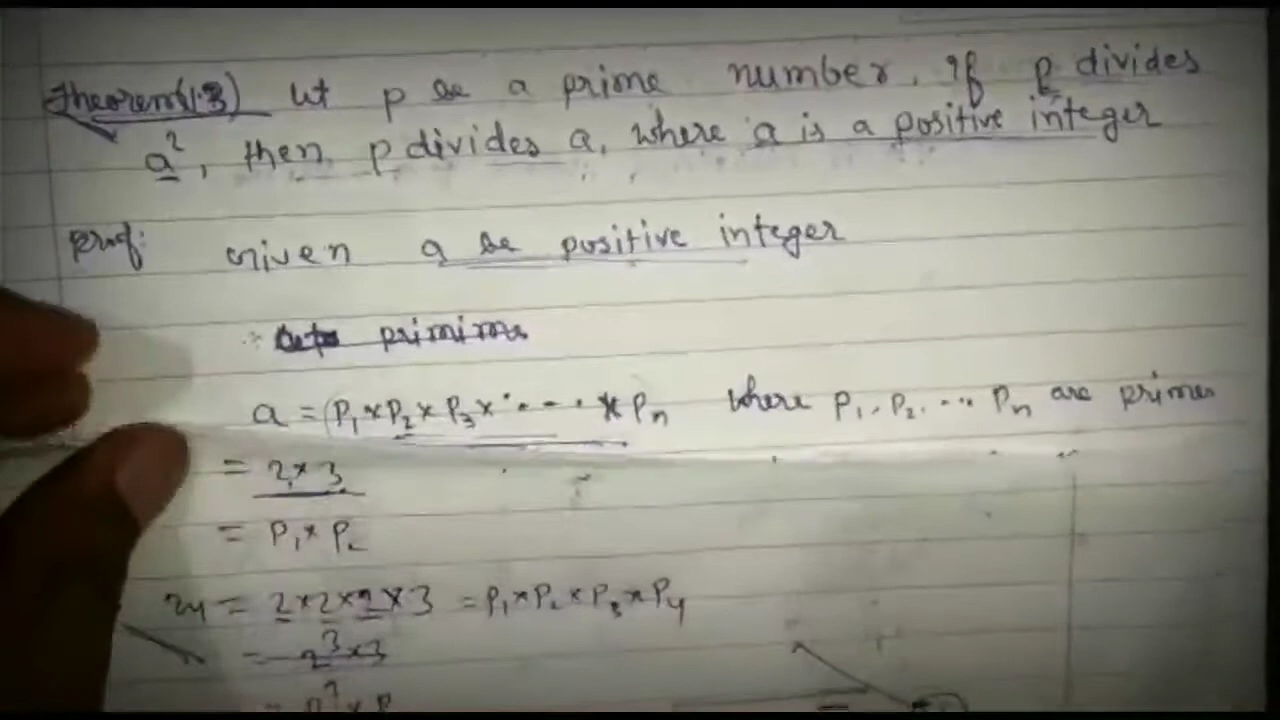 Theorem(1.3) Let p be a prime number. If p divides
a², then p divides a, where a is a positive integer
Proof: Given a be positive integer
primime
a = P₁ × P₂ × P₃ × .... × Pₙ where P₁, P₂, ... Pₙ are primes
= 2 × 3
= P₁ × P₂
24 = 2×2×2×3 = P₁×P₂×P₃×P₄
= 2³×3